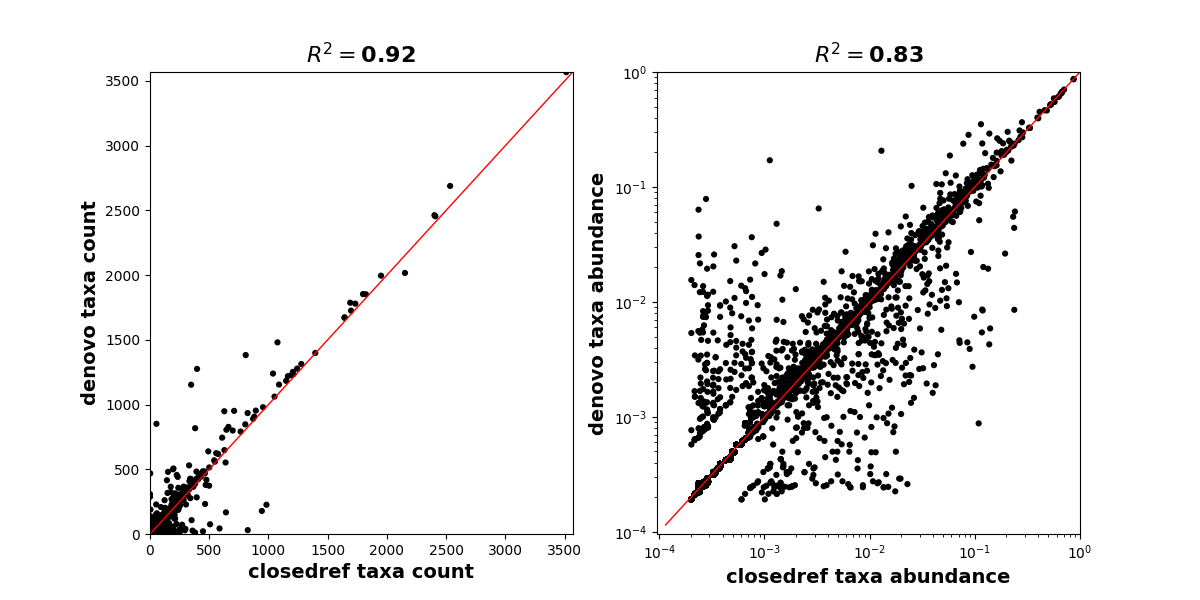 R² = 0.92
3500
3000
2500
2000
1500
1000
500
0
denovo taxa count
0 500 1000 1500 2000 2500 3000 3500
closedref taxa count
R² = 0.83
10⁰
10⁻¹
10⁻²
10⁻³
10⁻⁴
denovo taxa abundance
10⁻⁴ 10⁻³ 10⁻² 10⁻¹ 10⁰
closedref taxa abundance